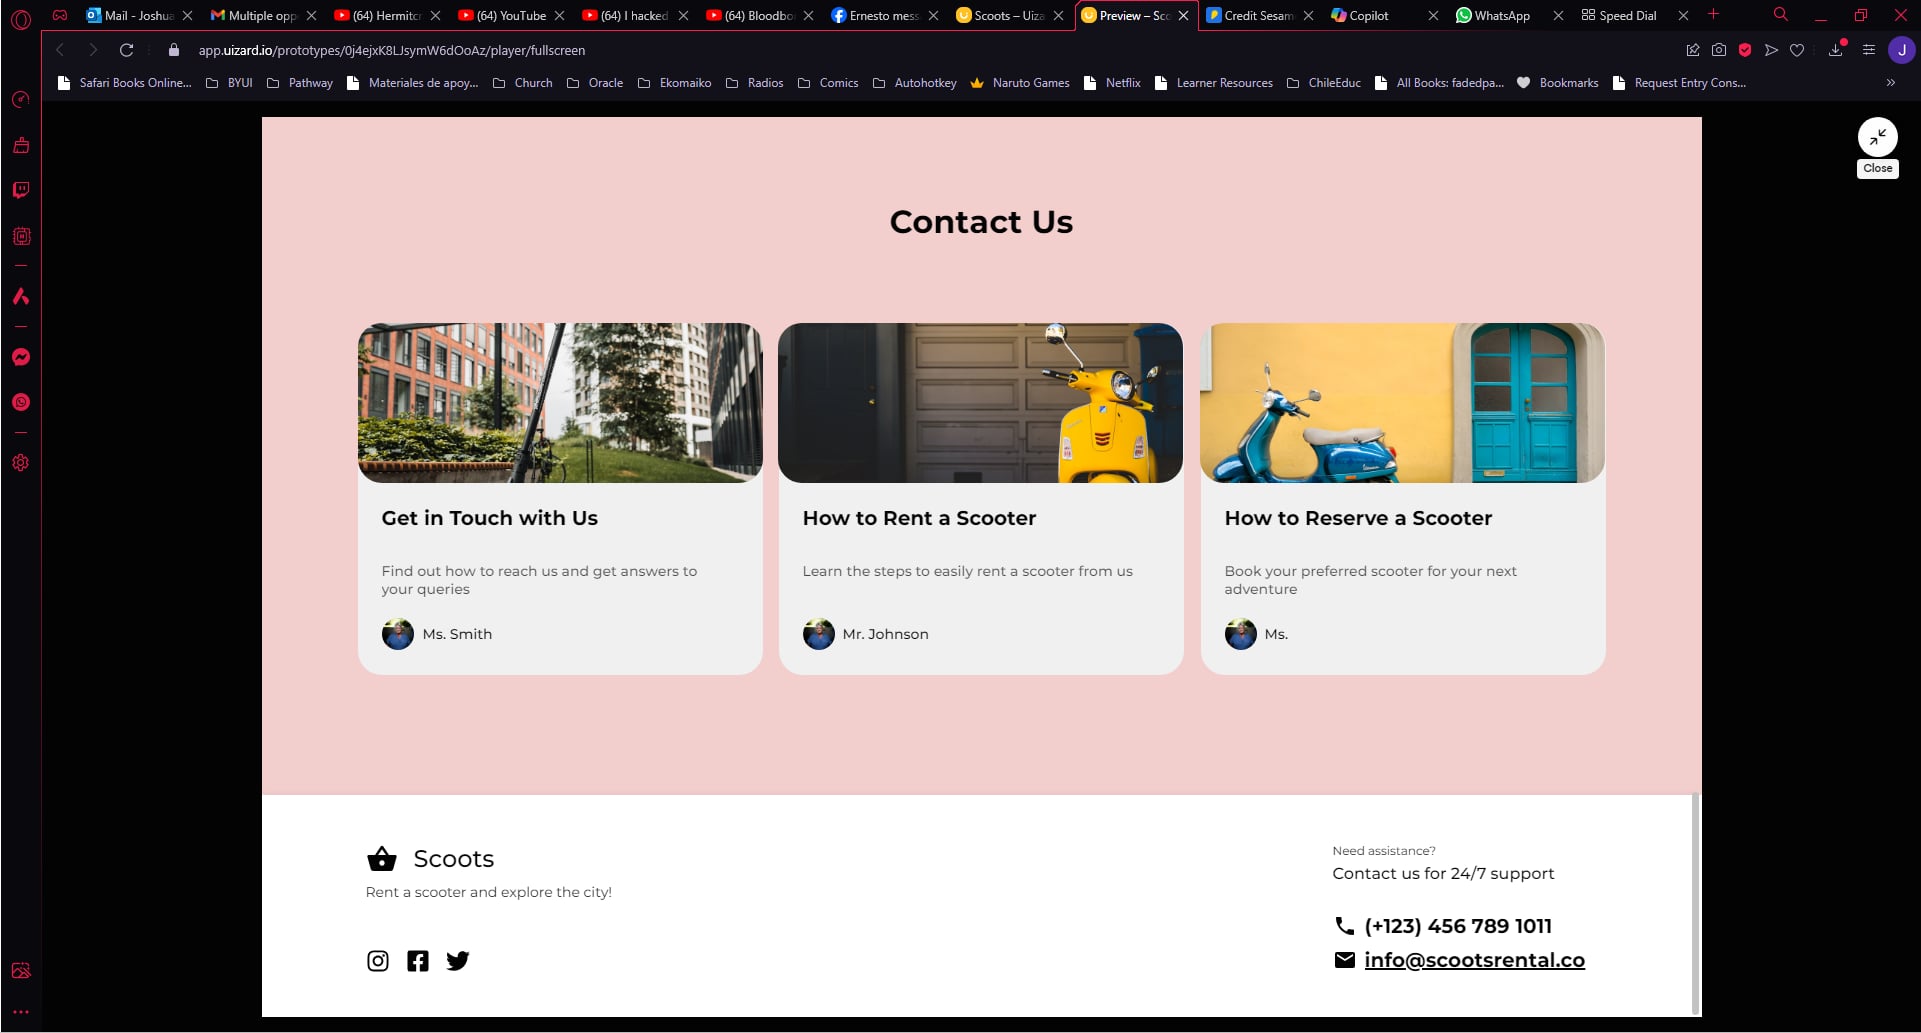 Mail - Joshua
Multiple opp
(64) Hermitcr
(64) YouTube
(64) I hacked
(64) Bloodbo
Ernesto mess
Scoots – Uiza
Preview – Sco
Credit Sesam
Copilot
WhatsApp
Speed Dial
app.uizard.io/prototypes/0j4ejxK8LJsymW6dOoAz/player/fullscreen
J
Safari Books Online...
BYUI
Pathway
Materiales de apoy...
Church
Oracle
Ekomaiko
Radios
Comics
Autohotkey
Naruto Games
Netflix
Learner Resources
ChileEduc
All Books: fadedpa...
Bookmarks
Request Entry Cons...
Close
Contact Us
Get in Touch with Us
Find out how to reach us and get answers to
your queries
Ms. Smith
How to Rent a Scooter
Learn the steps to easily rent a scooter from us
Mr. Johnson
How to Reserve a Scooter
Book your preferred scooter for your next
adventure
Ms.
Scoots
Rent a scooter and explore the city!
Need assistance?
Contact us for 24/7 support
(+123) 456 789 1011
info@scootsrental.co